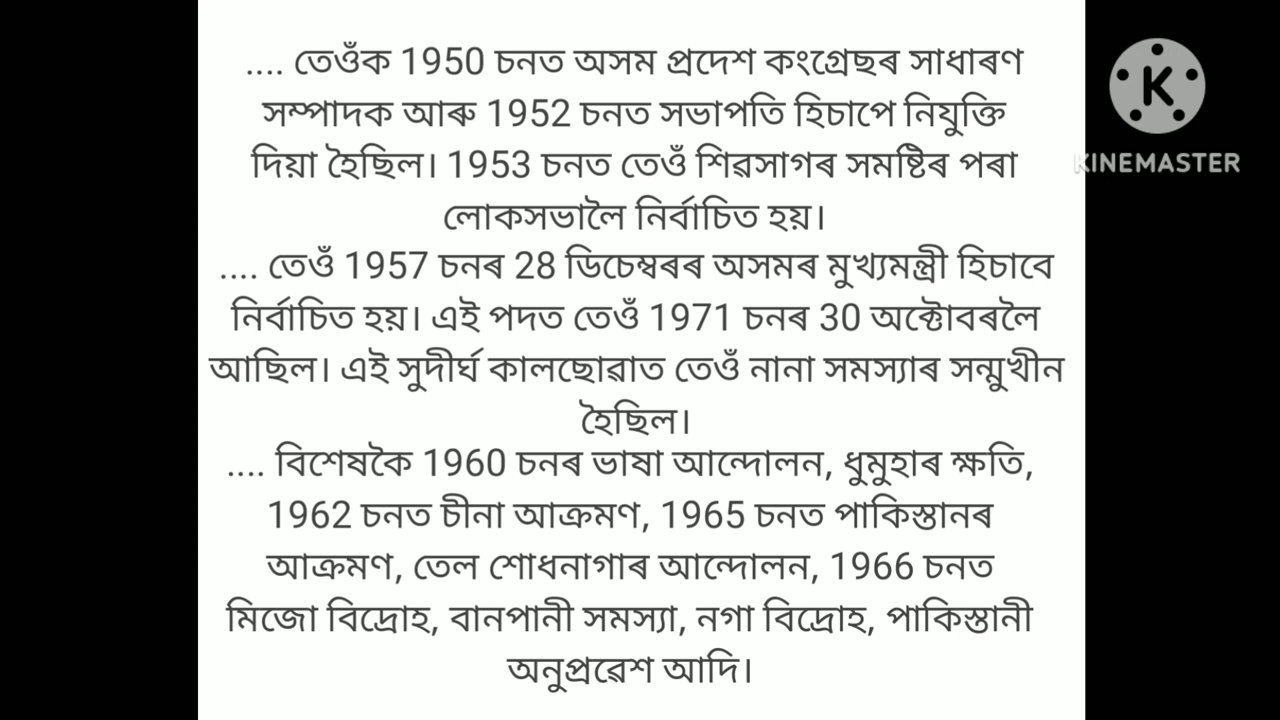 .... তেওঁক 1950 চনত অসম প্ৰদেশ কংগ্ৰেছৰ সাধাৰণ
সম্পাদক আৰু 1952 চনত সভাপতি হিচাপে নিযুক্তি
দিয়া হৈছিল। 1953 চনত তেওঁ শিৱসাগৰ সমষ্টিৰ পৰা
লোকসভালৈ নিৰ্বাচিত হয়।
.... তেওঁ 1957 চনৰ 28 ডিচেম্বৰৰ অসমৰ মুখ্যমন্ত্ৰী হিচাবে
নিৰ্বাচিত হয়। এই পদত তেওঁ 1971 চনৰ 30 অক্টোবৰলৈ
আছিল। এই সুদীৰ্ঘ কালছোৱাত তেওঁ নানা সমস্যাৰ সন্মুখীন
হৈছিল।
.... বিশেষকৈ 1960 চনৰ ভাষা আন্দোলন, ধুমুহাৰ ক্ষতি,
1962 চনত চীনা আক্ৰমণ, 1965 চনত পাকিস্তানৰ
আক্ৰমণ, তেল শোধনাগাৰ আন্দোলন, 1966 চনত
মিজো বিদ্ৰোহ, বানপানী সমস্যা, নগা বিদ্ৰোহ, পাকিস্তানী
অনুপ্ৰৱেশ আদি।
K
KINEMASTER